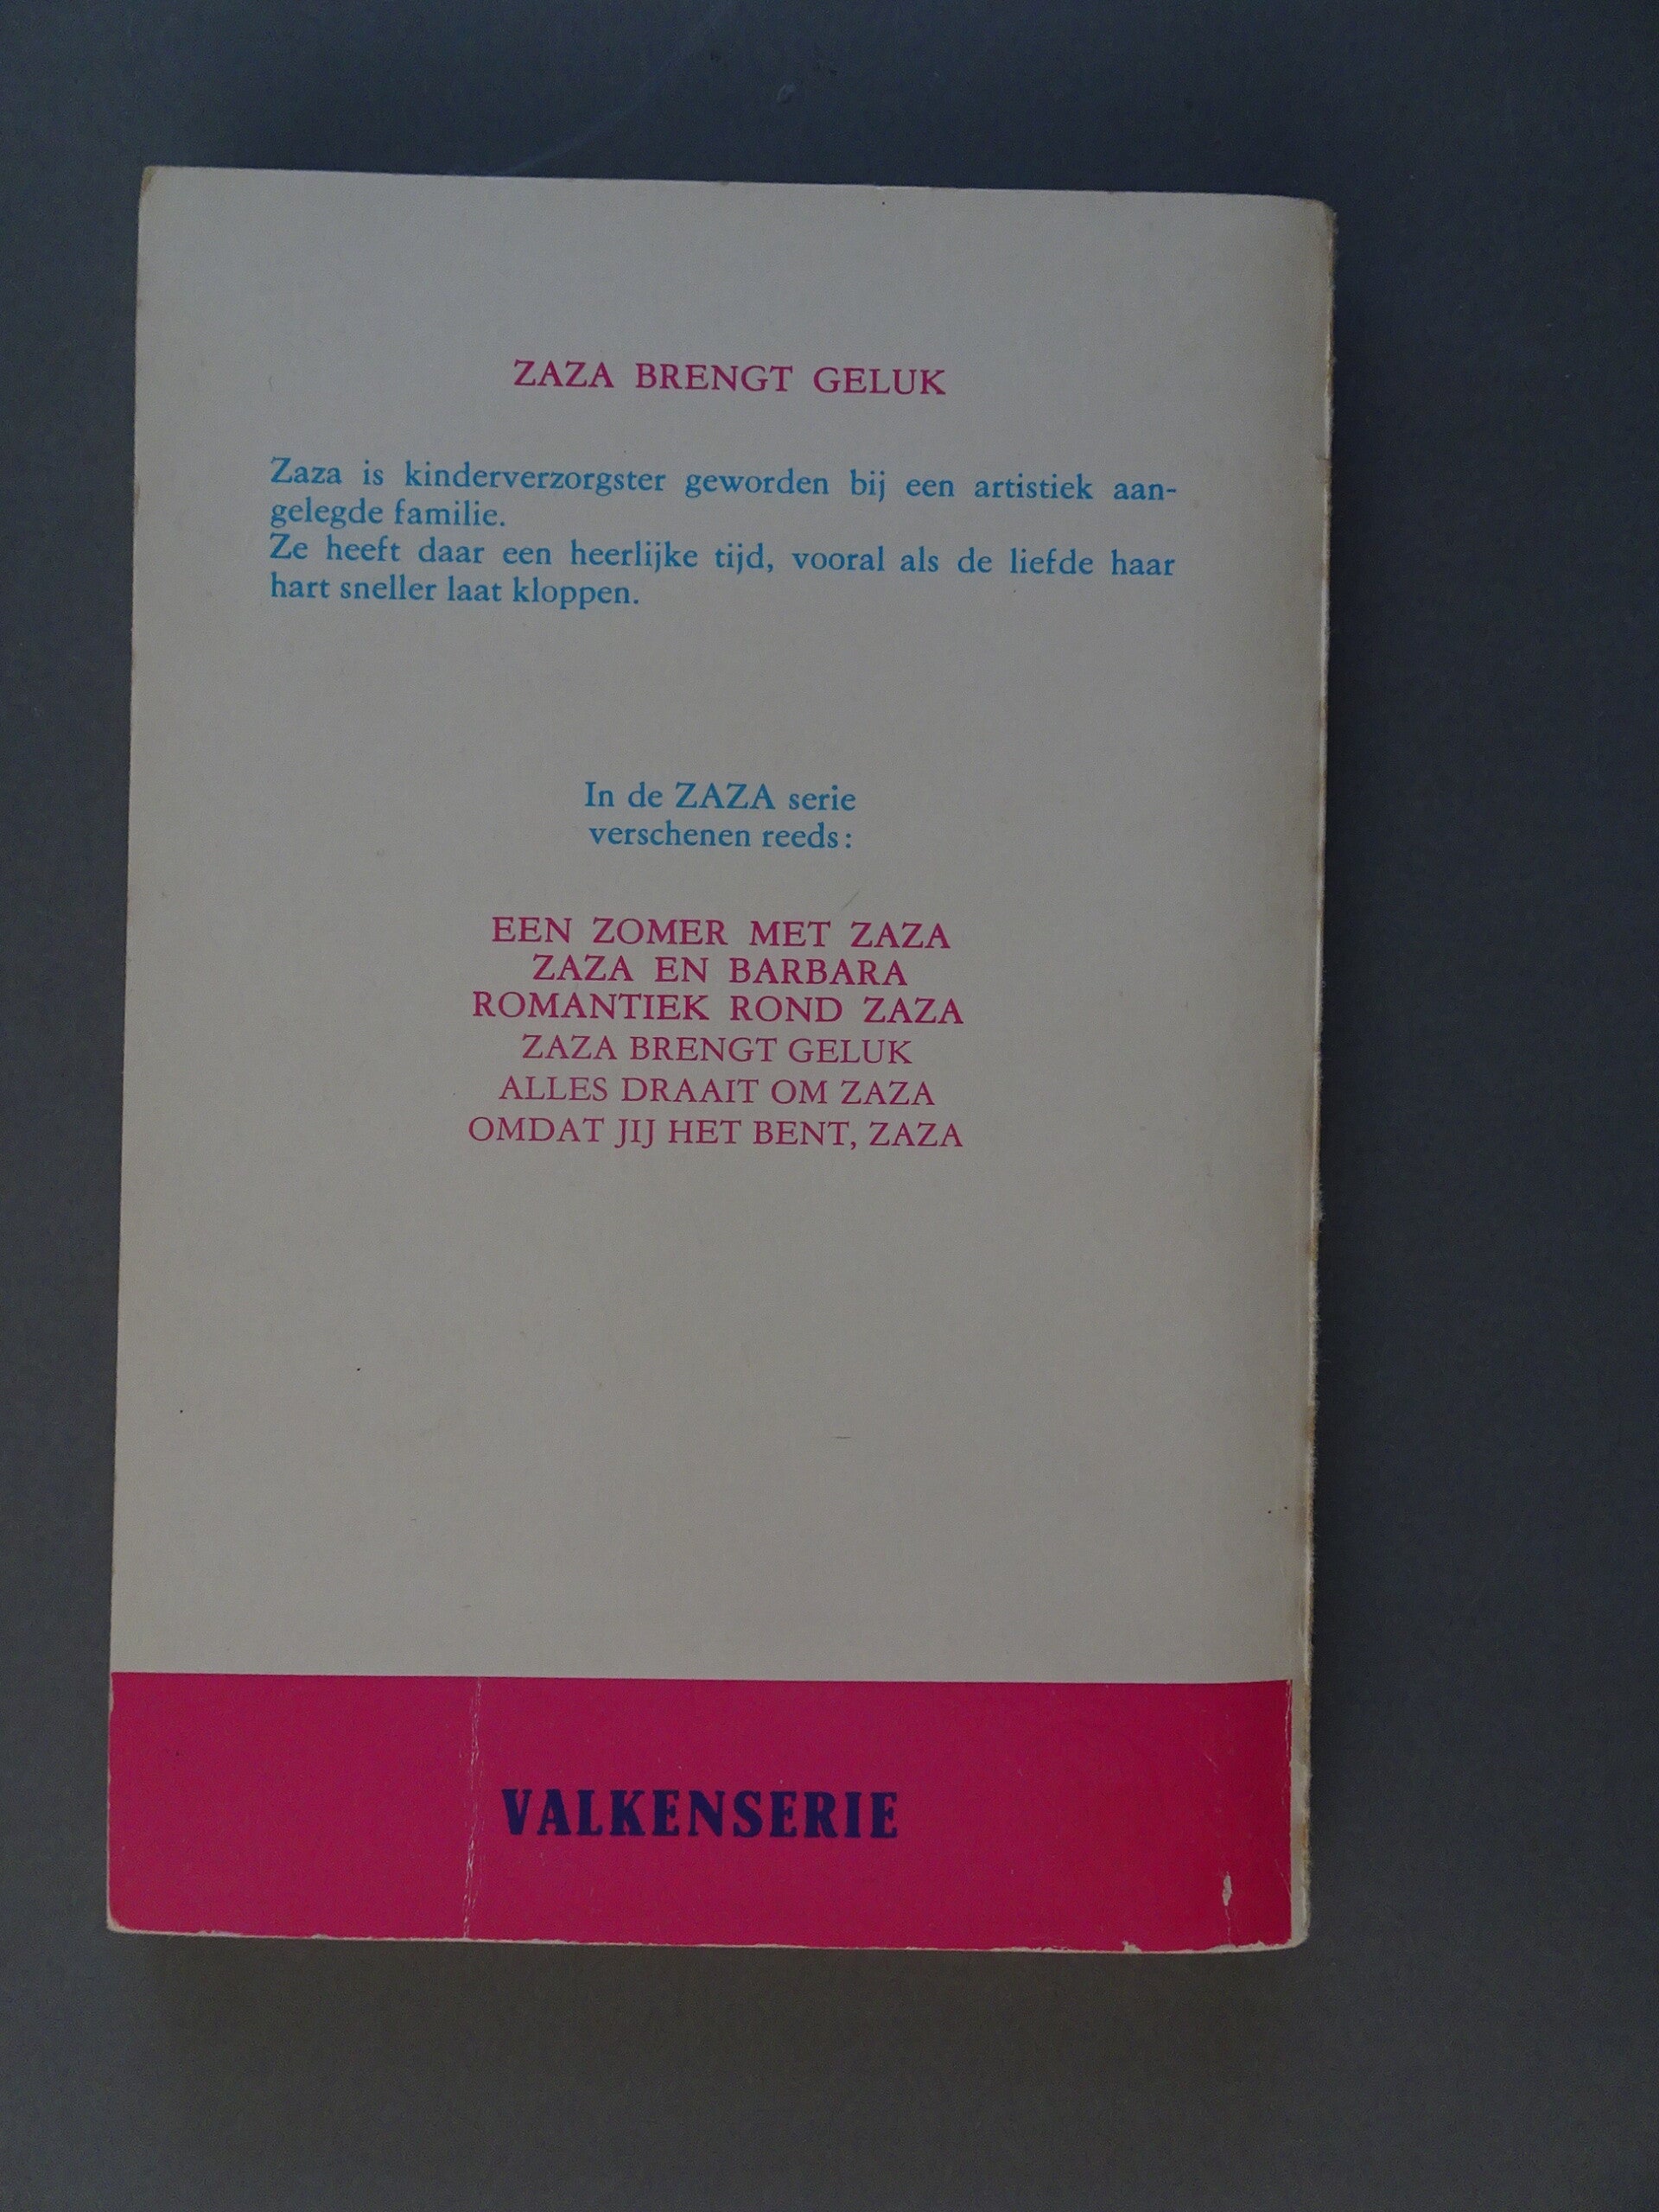 ZAZA BRENGT GELUK
Zaza is kinderverzorgster geworden bij een artistiek aan-
gelegde familie.
Ze heeft daar een heerlijke tijd, vooral als de liefde haar
hart sneller laat kloppen.
In de ZAZA serie
verschenen reeds:
EEN ZOMER MET ZAZA
ZAZA EN BARBARA
ROMANTIEK ROND ZAZA
ZAZA BRENGT GELUK
ALLES DRAAIT OM ZAZA
OMDAT JIJ HET BENT, ZAZA
VALKENSERIE